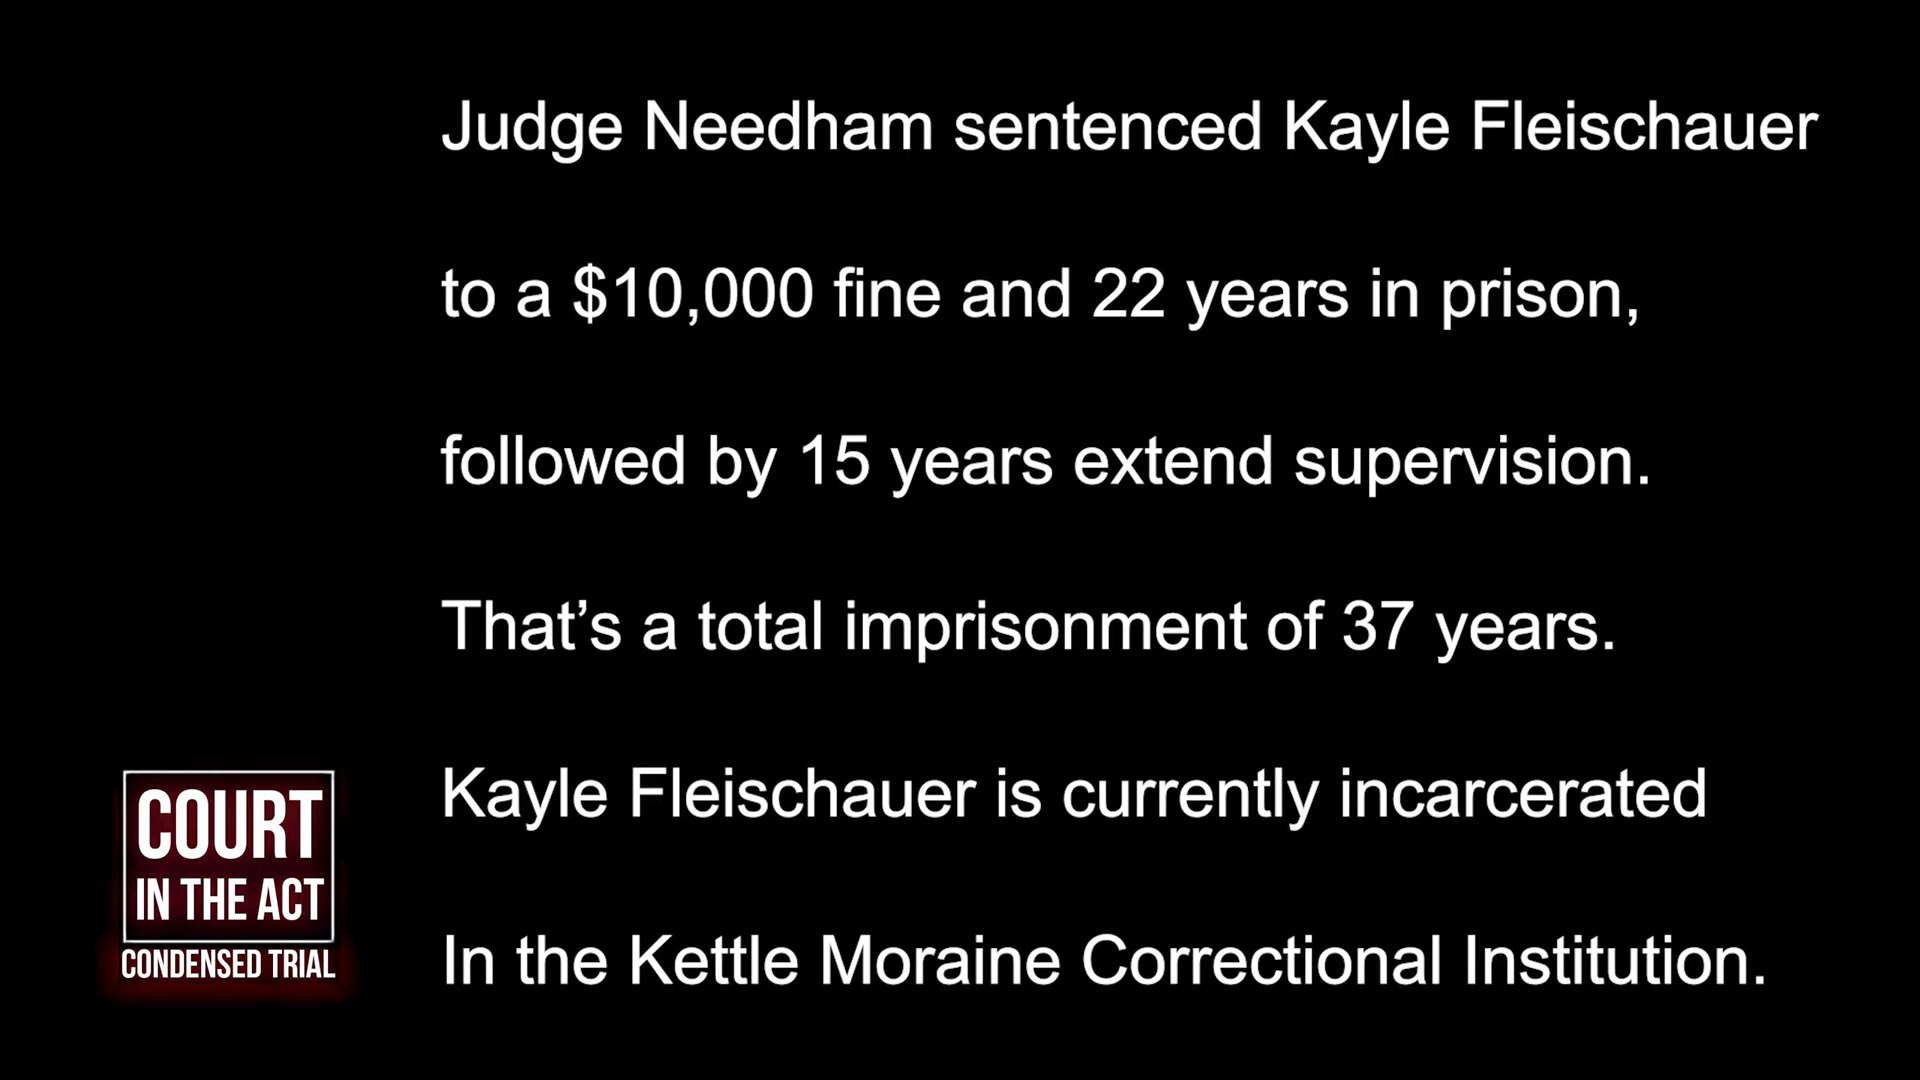 Judge Needham sentenced Kayle Fleischauer
to a $10,000 fine and 22 years in prison,
followed by 15 years extend supervision.
That’s a total imprisonment of 37 years.
Kayle Fleischauer is currently incarcerated
In the Kettle Moraine Correctional Institution.
COURT
IN THE ACT
CONDENSED TRIAL